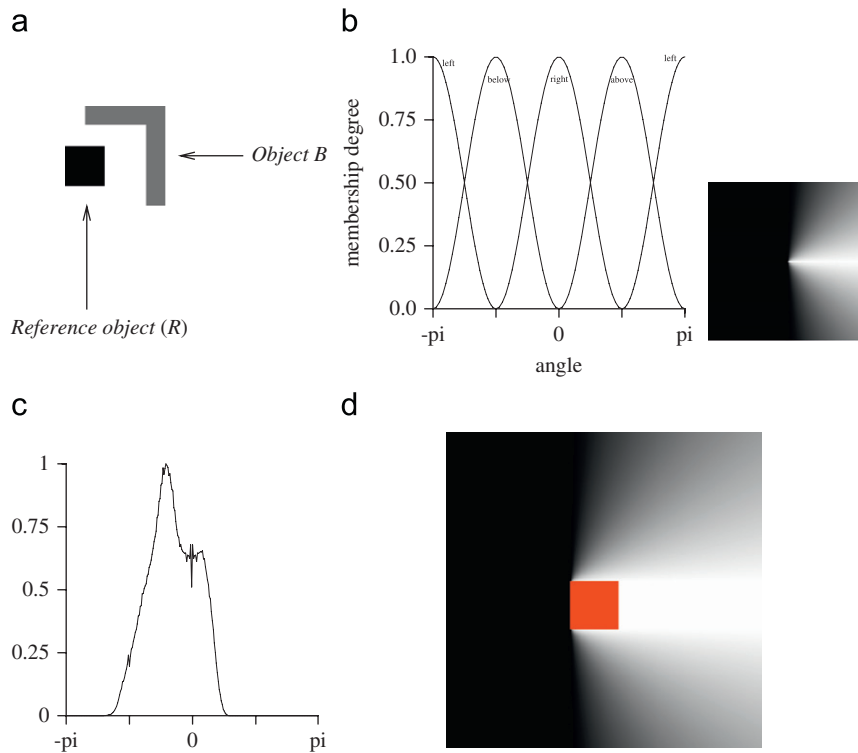 a
Object B
Reference object (R)
b
1.0
0.75
0.50
0.25
0.0
membership degree
left
below
right
above
left
-pi
0
pi
angle
c
1
0.75
0.5
0.25
0
-pi
0
pi
d